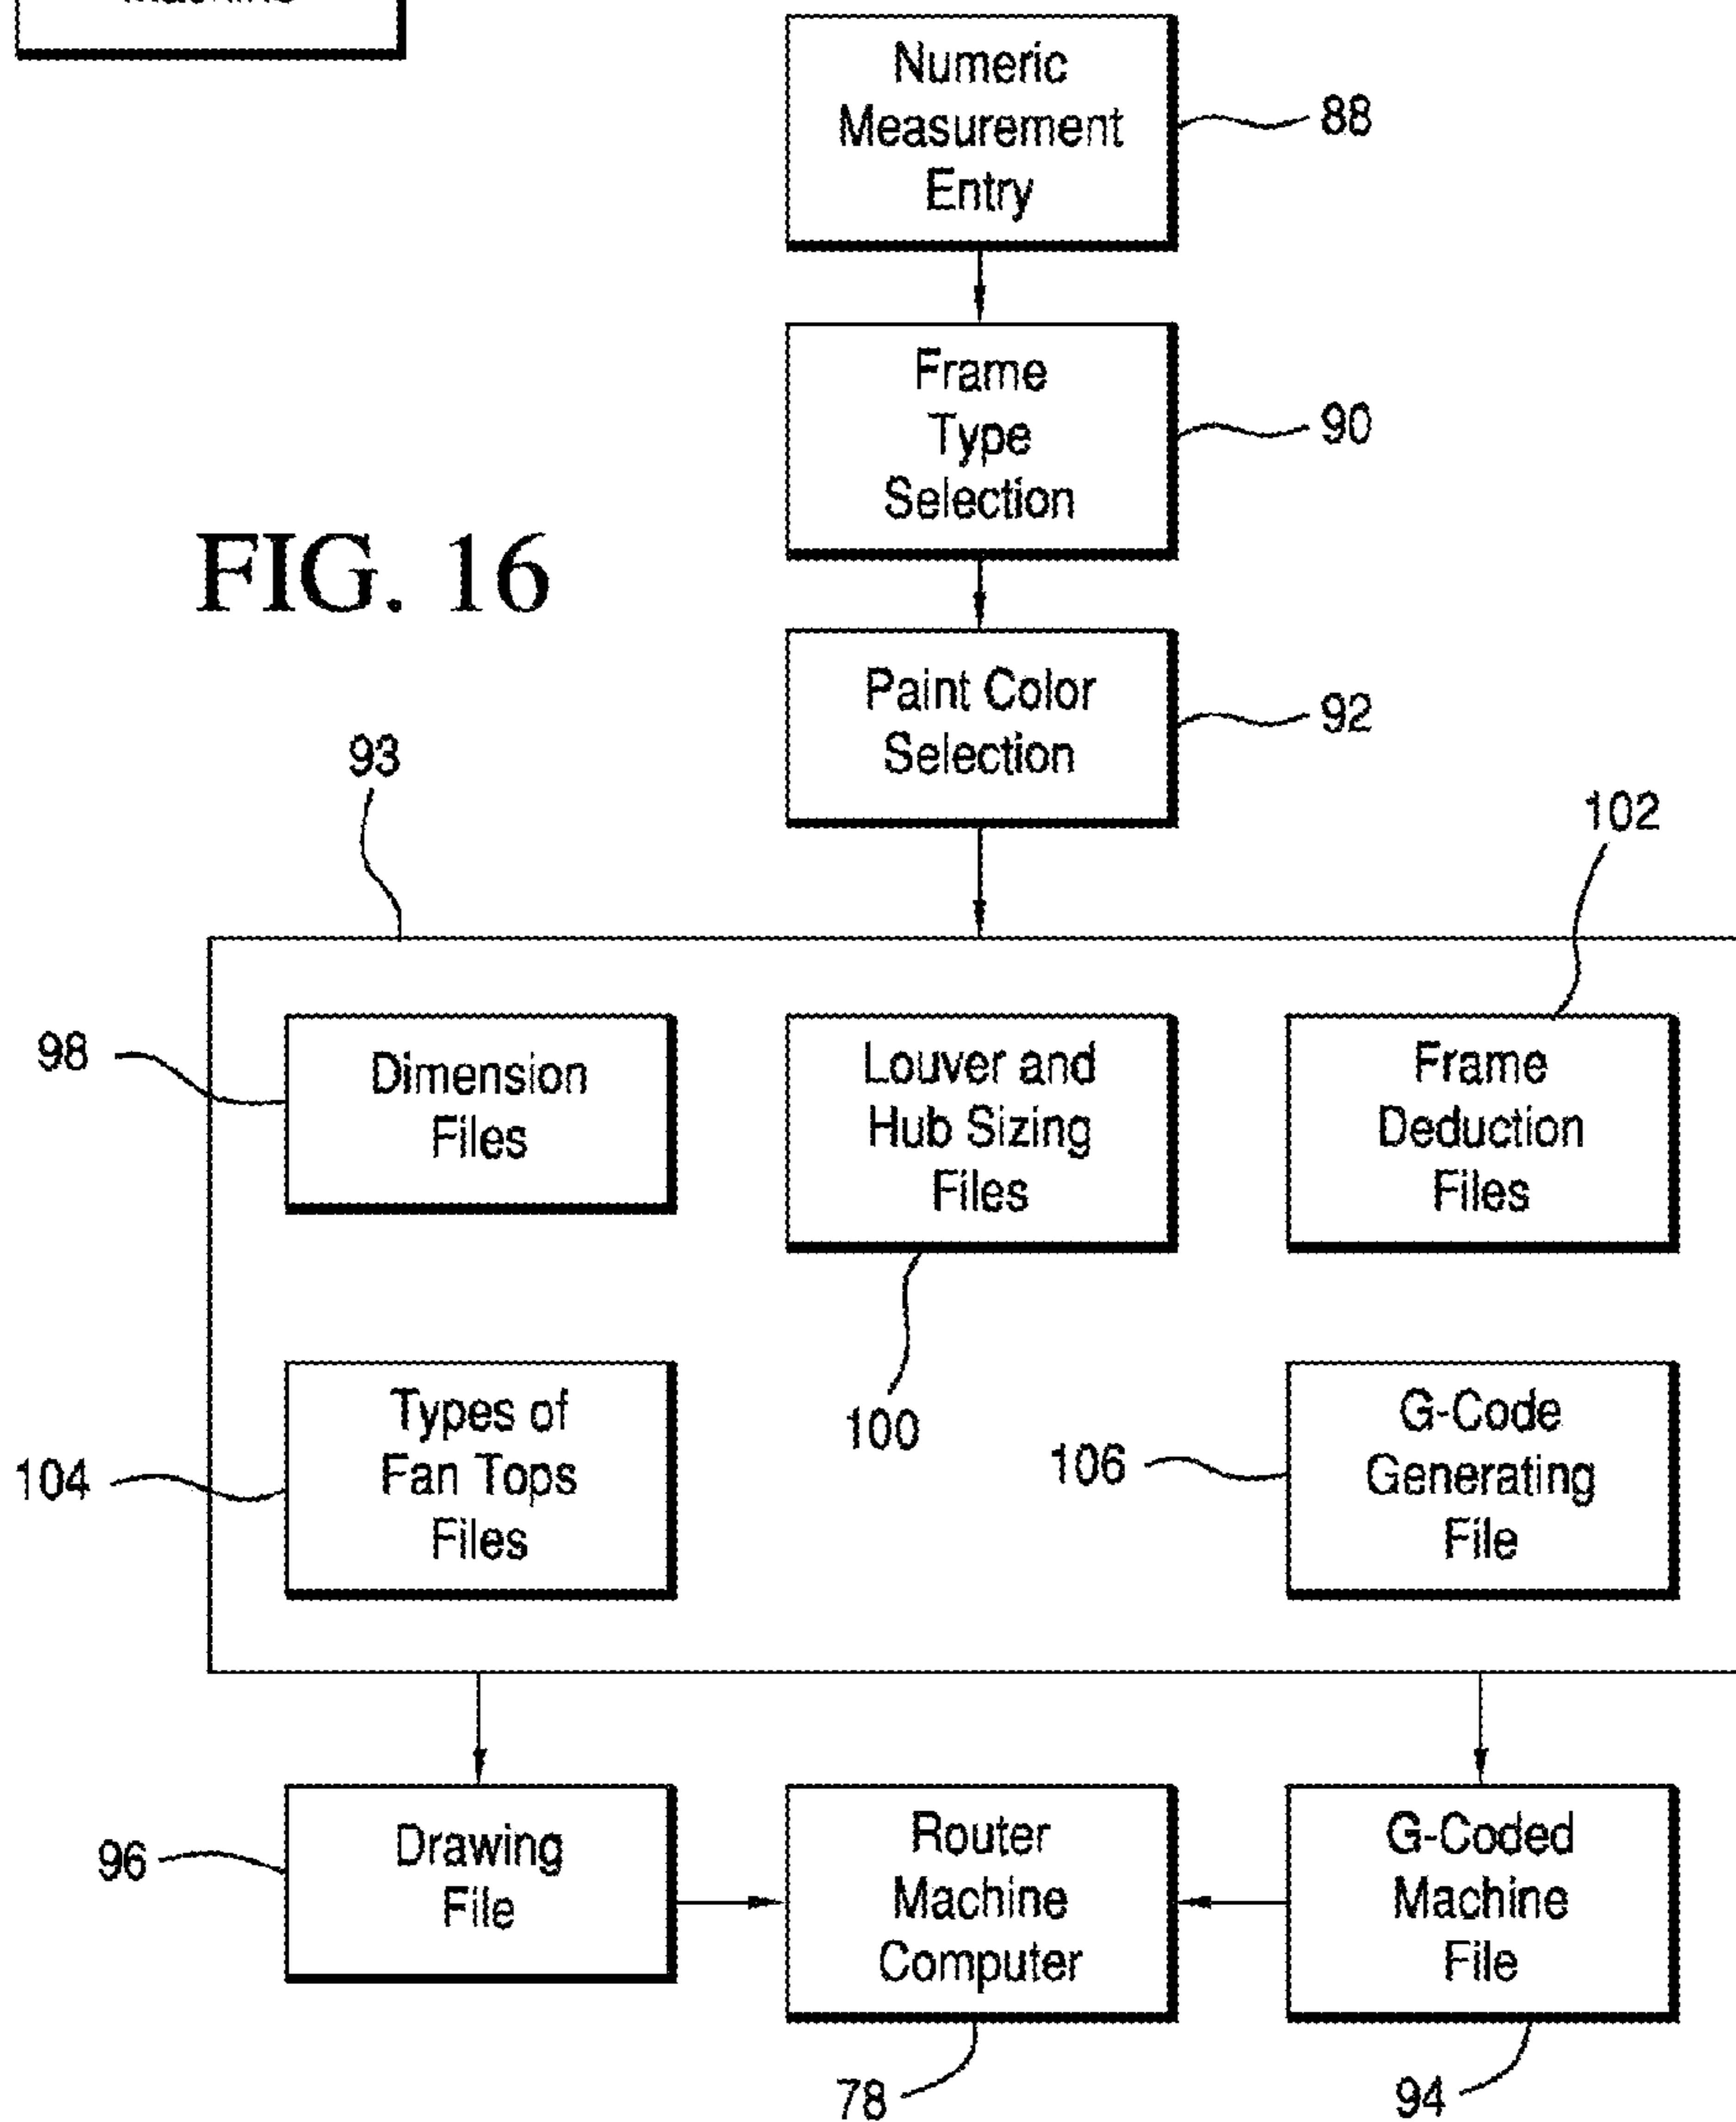 Numeric
Measurement
Entry
88
Frame
Type
Selection
90
FIG. 16
Paint Color
Selection
92
93
102
98
Dimension
Files
Louver and
Hub Sizing
Files
Frame
Deduction
Files
100
104
Types of
Fan Tops
Files
106
G-Code
Generating
File
96
Drawing
File
Router
Machine
Computer
G-Coded
Machine
File
78
94